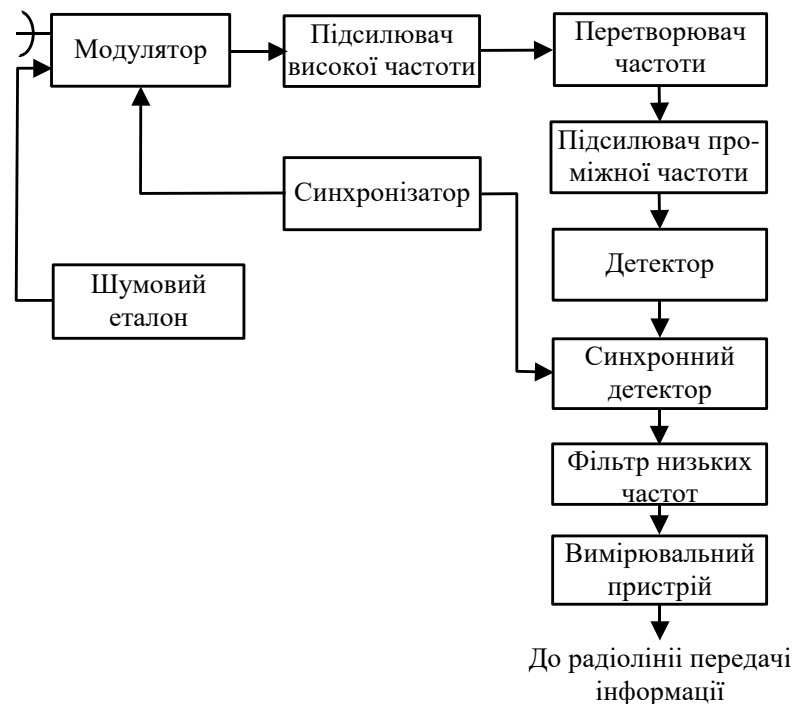 Модулятор
Підсилювач
високої частоти
Перетворювач
частоти
Підсилювач про-
міжної частоти
Синхронізатор
Детектор
Шумовий
еталон
Синхронний
детектор
Фільтр низьких
частот
Вимірювальний
пристрій
До радіолініі передачі
інформації